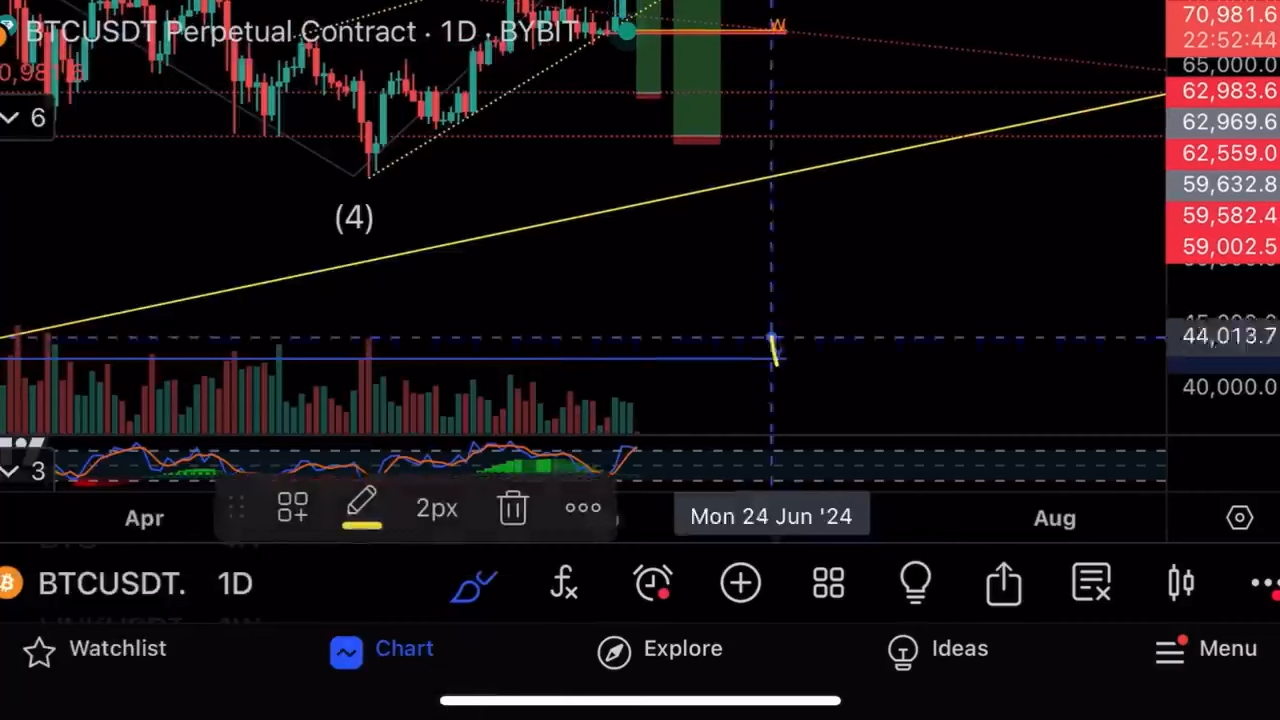 BTCUSDT Perpetual Contract · 1D · BYBIT
W
70,981.6
22:52:44
65,000.0
62,983.6
62,969.6
62,559.0
59,632.8
59,582.4
59,002.5
6
(4)
44,013.7
40,000.0
3
2px
Apr
Mon 24 Jun '24
Aug
BTCUSDT. 1D
Watchlist
Chart
Explore
Ideas
Menu